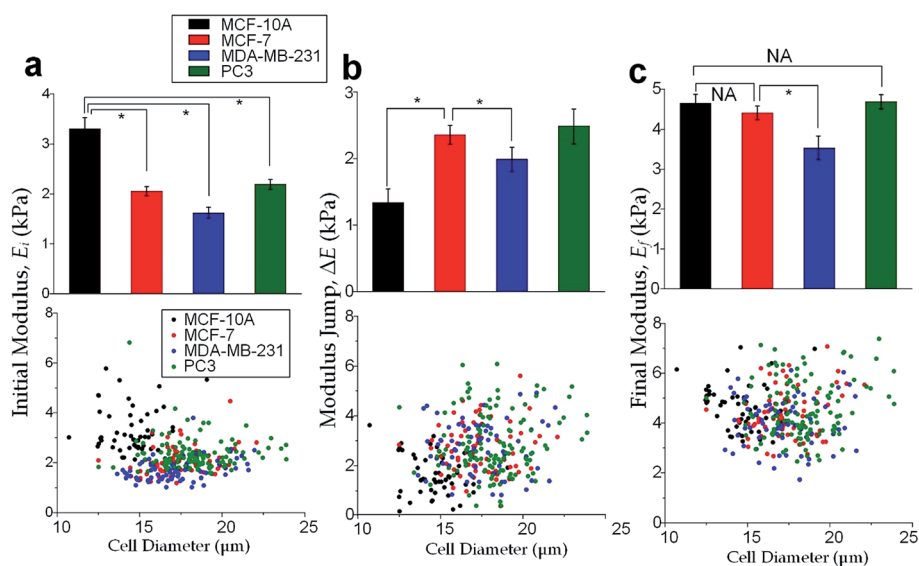 MCF-10A
MCF-7
MDA-MB-231
PC3
a
b
c
NA
NA
*
*
*
*
*
*
*
Initial Modulus, Ei (kPa)
4
3
2
1
0
Modulus Jump, ΔE (kPa)
3
2
1
0
Final Modulus, Ef (kPa)
5
4
3
2
1
0
MCF-10A
MCF-7
MDA-MB-231
PC3
8
6
4
3
2
1
0
10 15 20 25
Cell Diameter (µm)
8
6
4
2
0
10 15 20 25
Cell Diameter (µm)
8
6
4
2
0
10 15 20 25
Cell Diameter (µm)